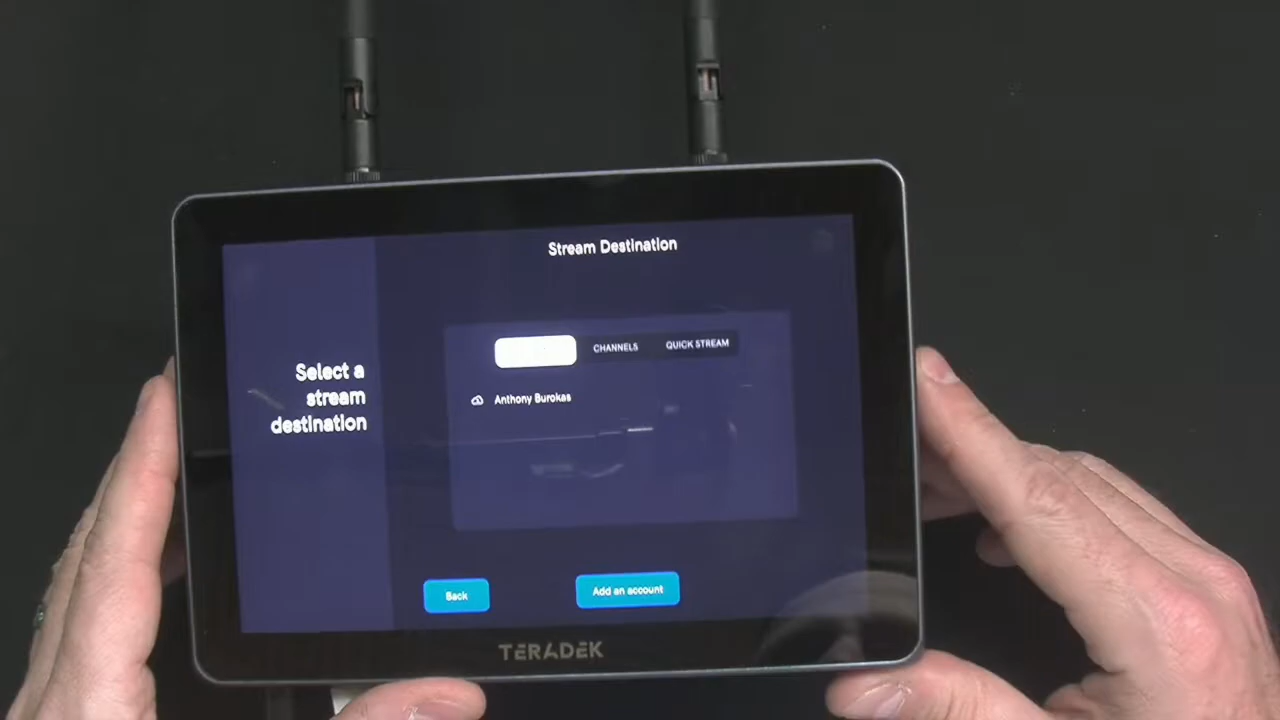 Stream Destination
Select a
stream
destination
CHANNELS
QUICK STREAM
Anthony Burokas
Back
Add an account
TERADEK